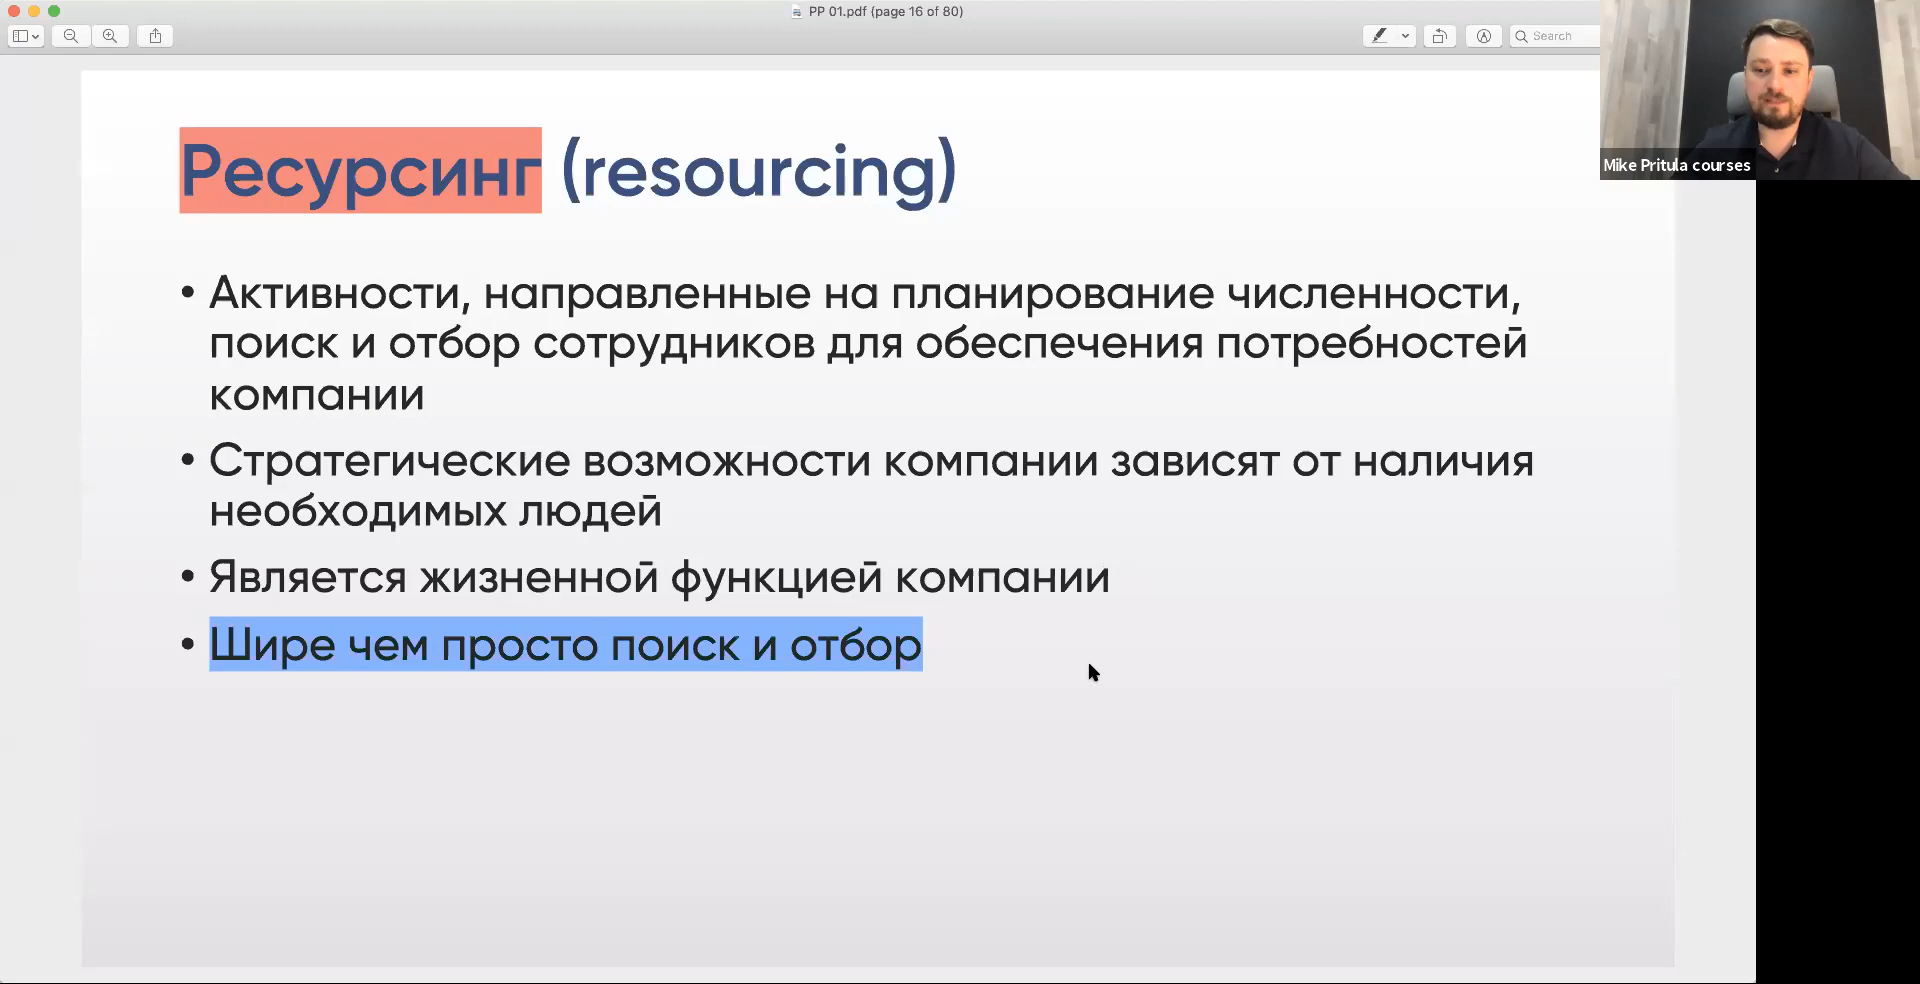 PP 01.pdf (page 16 of 80)
Search
Mike Pritula courses
Ресурсинг (resourcing)
• Активности, направленные на планирование численности,
поиск и отбор сотрудников для обеспечения потребностей
компании
• Стратегические возможности компании зависят от наличия
необходимых людей
• Является жизненной функцией компании
• Шире чем просто поиск и отбор